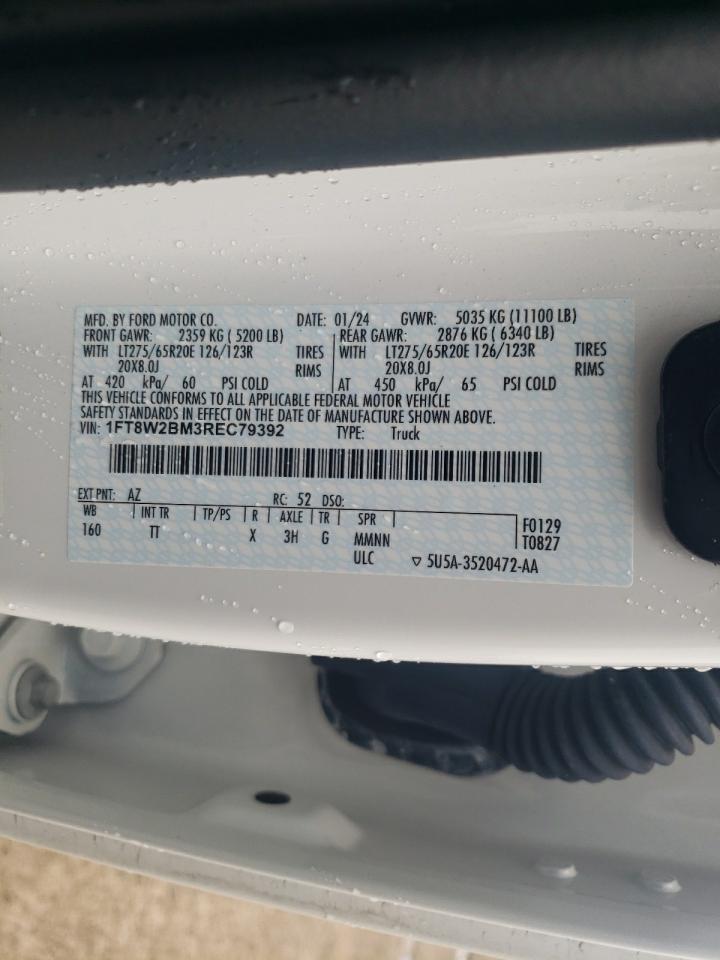 MFD. BY FORD MOTOR CO. DATE: 01/24 GVWR: 5035 KG (11100 LB)
FRONT GAWR: 2359 KG ( 5200 LB) REAR GAWR: 2876 KG ( 6340 LB)
WITH LT275/65R20E 126/123R TIRES WITH LT275/65R20E 126/123R TIRES
20X8.0J RIMS 20X8.0J RIMS
AT 420 kPa/ 60 PSI COLD AT 450 kPa/ 65 PSI COLD
THIS VEHICLE CONFORMS TO ALL APPLICABLE FEDERAL MOTOR VEHICLE
SAFETY STANDARDS IN EFFECT ON THE DATE OF MANUFACTURE SHOWN ABOVE.
VIN: 1FT8W2BM3REC79392 TYPE: Truck
EXT PNT: AZ RC: 52 DSO:
WB INT TR TP/PS R AXLE TR SPR F0129
160 TT X 3H G MMNN T0827
ULC ▽ 5U5A-3520472-AA